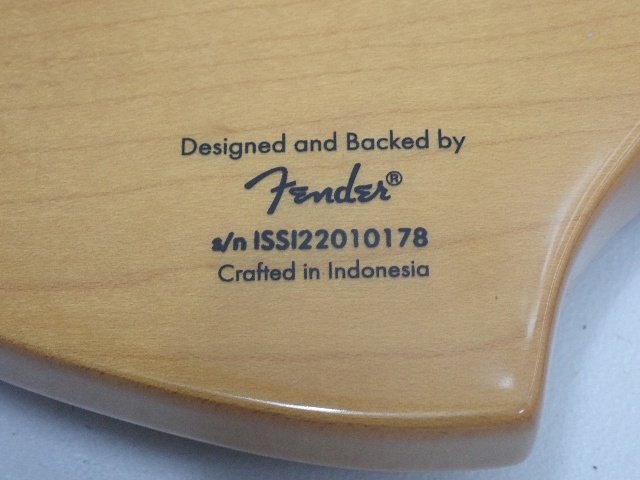 Designed and Backed by
Fender®
s/n ISSI22010178
Crafted in Indonesia